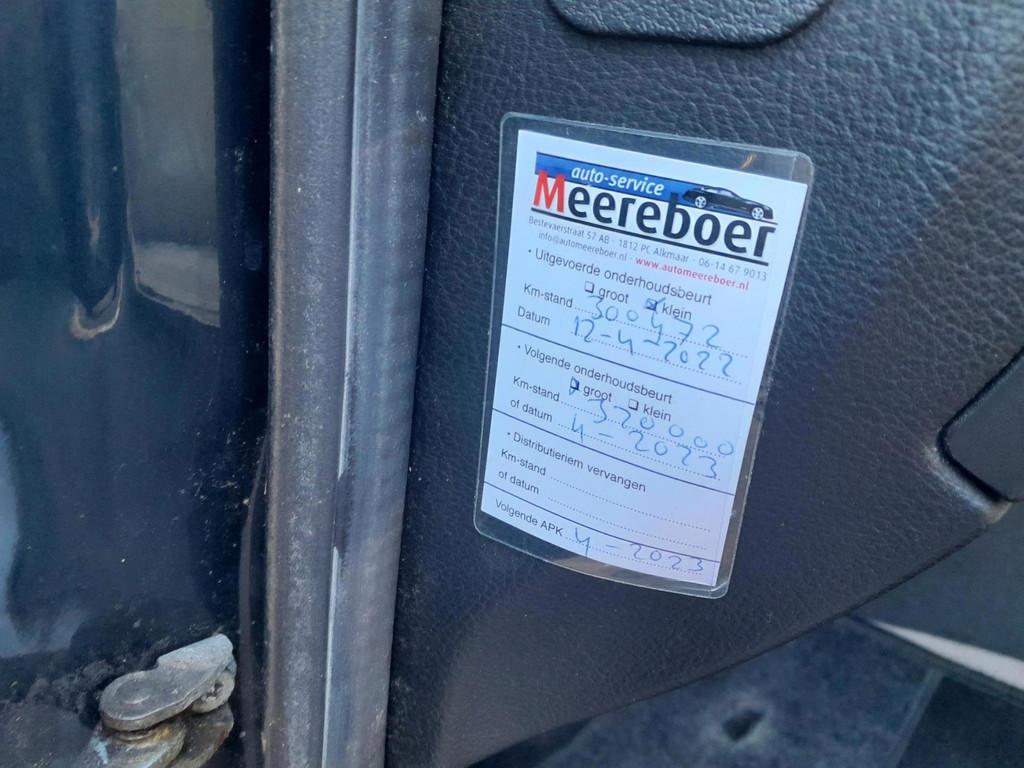 auto-service
Meereboer
Bestevaerstraat 57 AB - 1812 PC Alkmaar - 06-14 67 9013
info@automeereboer.nl - www.automeereboer.nl
• Uitgevoerde onderhoudsbeurt
groot klein
Km-stand 300472
Datum 12-4-2022
• Volgende onderhoudsbeurt
groot klein
Km-stand 320000
of datum 4-2023
• Distributieriem vervangen
Km-stand
of datum
Volgende APK 4-2023